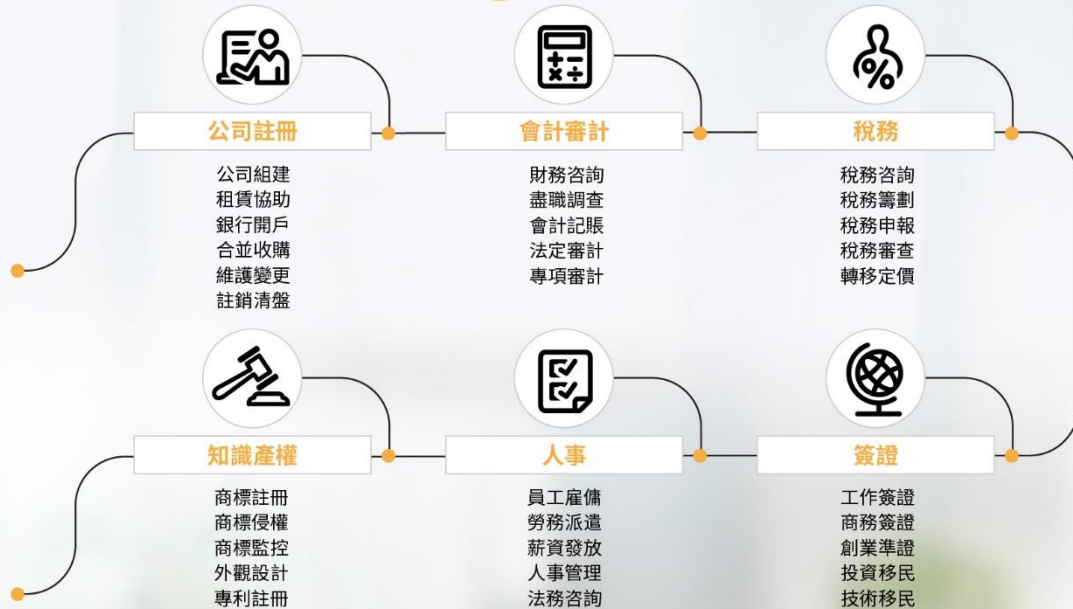 公司註冊
公司組建
租賃協助
銀行開戶
合並收購
維護變更
註銷清盤
會計審計
財務咨詢
盡職調查
會計記賬
法定審計
專項審計
稅務
稅務咨詢
稅務籌劃
稅務申報
稅務審查
轉移定價
知識產權
商標註冊
商標侵權
商標監控
外觀設計
專利註冊
人事
員工雇傭
勞務派遣
薪資發放
人事管理
法務咨詢
簽證
工作簽證
商務簽證
創業準證
投資移民
技術移民